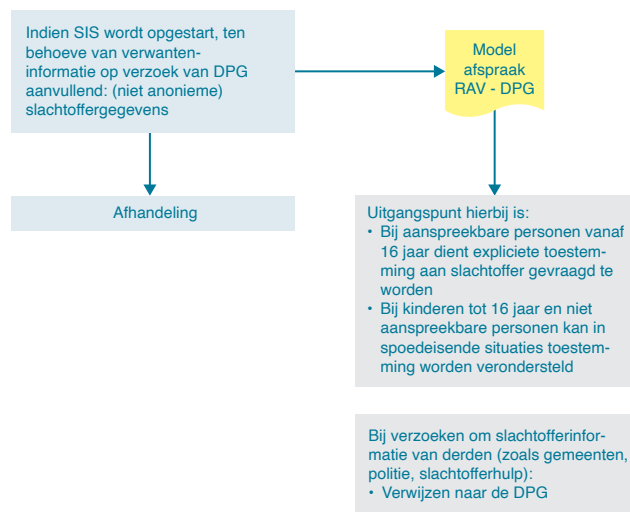 Indien SIS wordt opgestart, ten
behoeve van verwanten-
informatie op verzoek van DPG
aanvullend: (niet anonieme)
slachtoffergegevens
Model
afspraak
RAV - DPG
Afhandeling
Uitgangspunt hierbij is:
• Bij aanspreekbare personen vanaf
16 jaar dient expliciete toestem-
ming aan slachtoffer gevraagd te
worden
• Bij kinderen tot 16 jaar en niet
aanspreekbare personen kan in
spoedeisende situaties toestem-
ming worden verondersteld
Bij verzoeken om slachtofferinfor-
matie van derden (zoals gemeenten,
politie, slachtofferhulp):
• Verwijzen naar de DPG